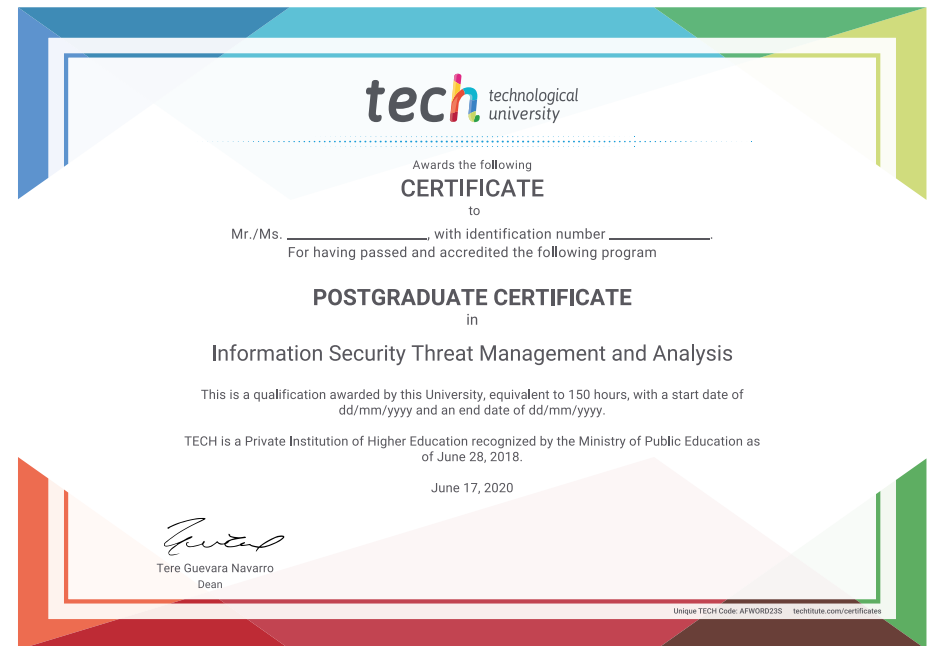 tech technological
university
Awards the following
CERTIFICATE
to
Mr./Ms. ____________________, with identification number ______________.
For having passed and accredited the following program
POSTGRADUATE CERTIFICATE
in
Information Security Threat Management and Analysis
This is a qualification awarded by this University, equivalent to 150 hours, with a start date of
dd/mm/yyyy and an end date of dd/mm/yyyy.
TECH is a Private Institution of Higher Education recognized by the Ministry of Public Education as
of June 28, 2018.
June 17, 2020
Tere Guevara Navarro
Dean
Unique TECH Code: AFWORD23S techtitute.com/certificates